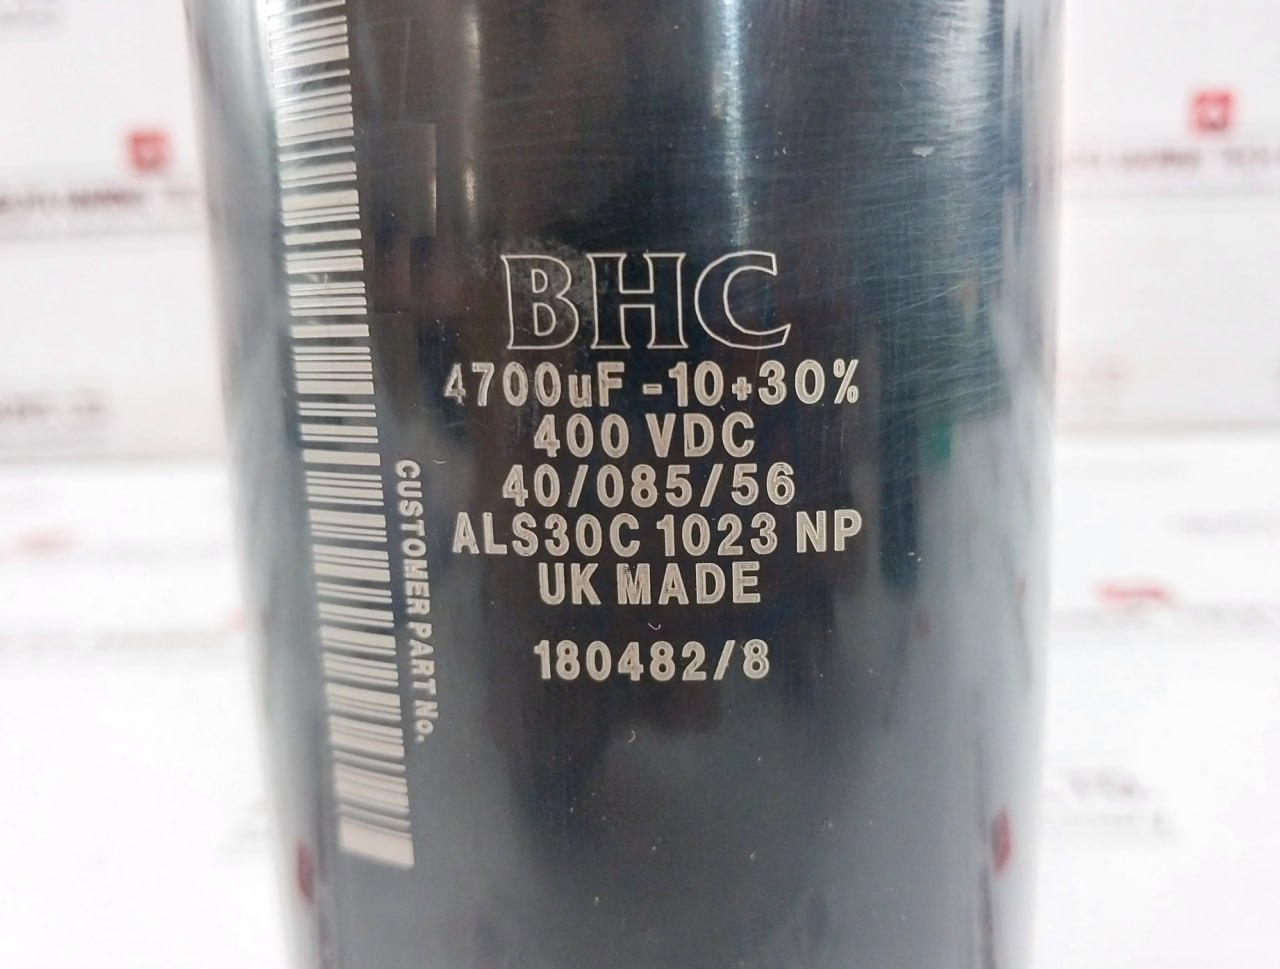 BHC
4700uF -10+30%
400 VDC
40/085/56
ALS30C 1023 NP
UK MADE
180482/8
CUSTOMER PART No.